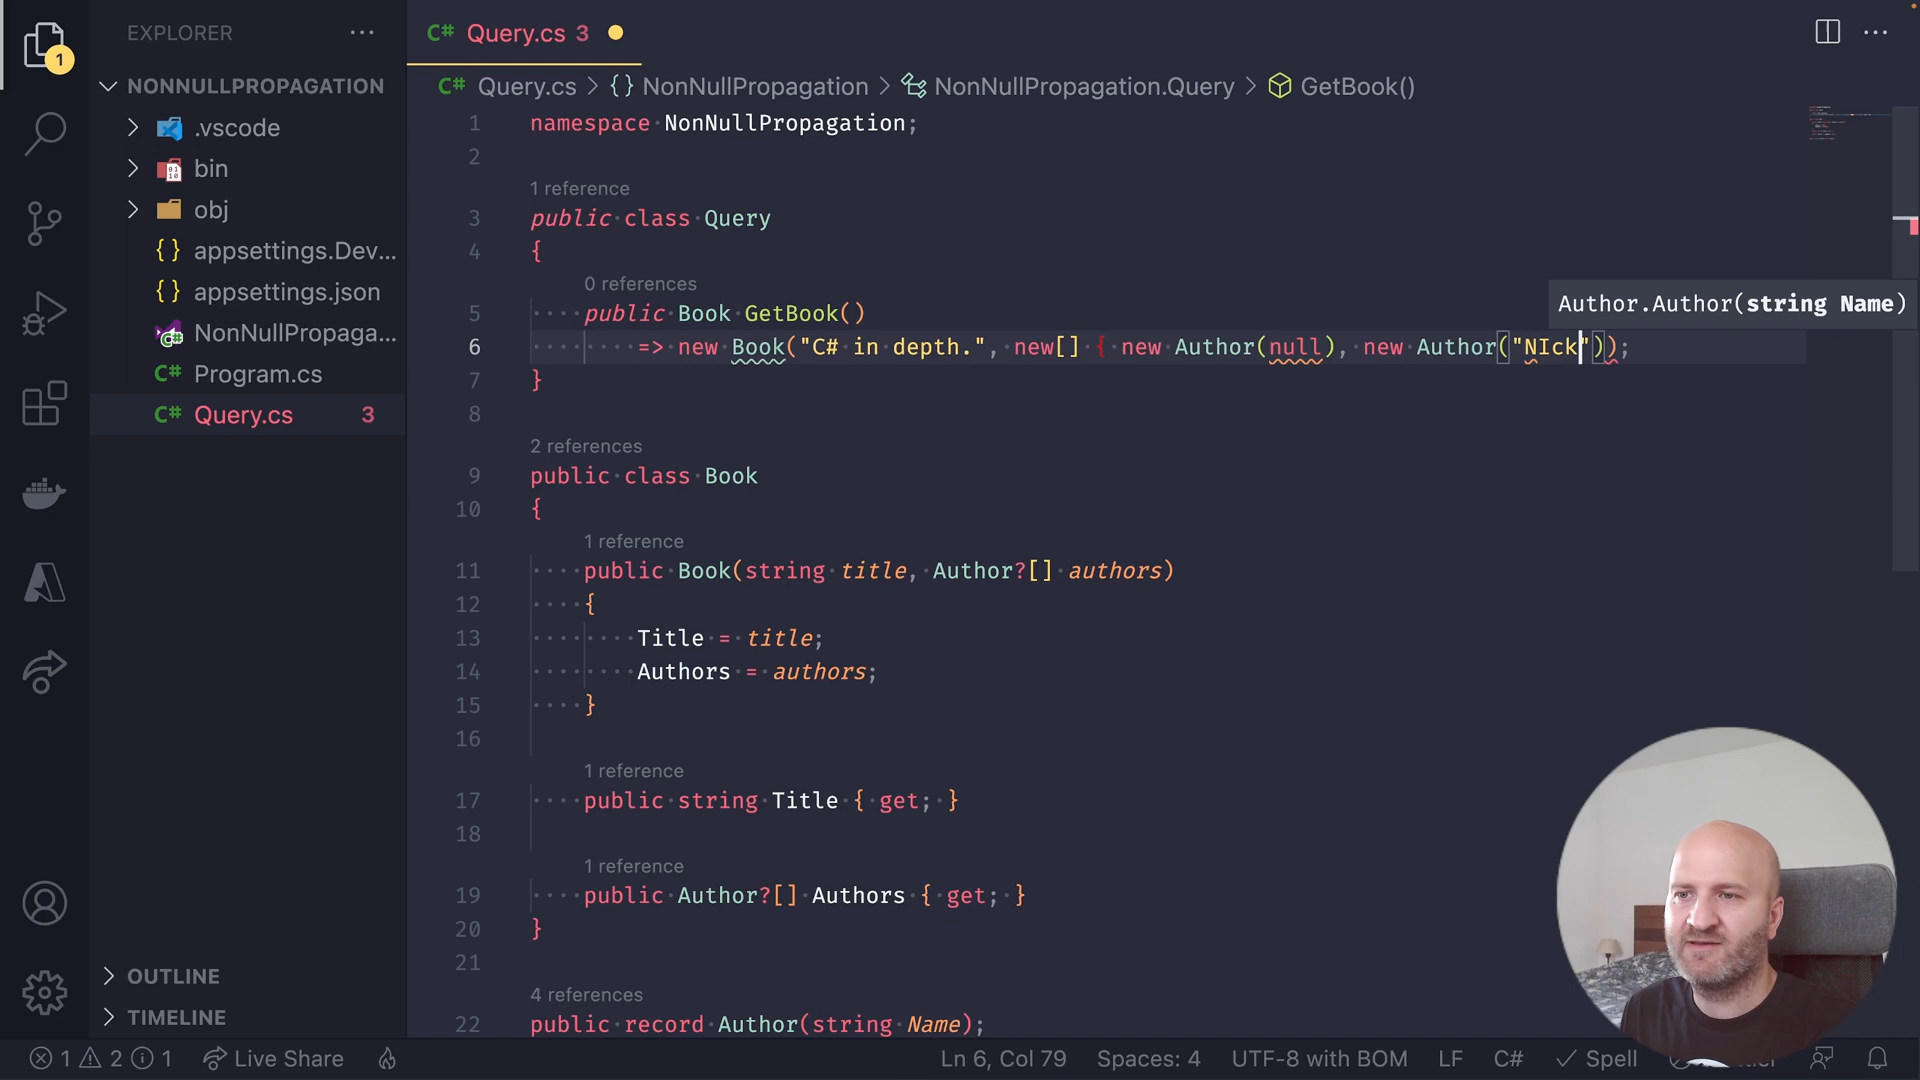 EXPLORER
1
NONNULLPROPAGATION
.vscode
bin
obj
appsettings.Dev...
appsettings.json
NonNullPropaga...
C# Program.cs
C# Query.cs 3
OUTLINE
TIMELINE
C# Query.cs 3
C# Query.cs > {} NonNullPropagation > NonNullPropagation.Query > GetBook()
1 namespace NonNullPropagation;
2
1 reference
3 public class Query
4 {
0 references
5 public Book GetBook()
Author.Author(string Name)
6 => new Book("C# in depth.", new[] { new Author(null), new Author("NIck"));
7 }
8
2 references
9 public class Book
10 {
1 reference
11 public Book(string title, Author?[] authors)
12 {
13 Title = title;
14 Authors = authors;
15 }
16
1 reference
17 public string Title { get; }
18
1 reference
19 public Author?[] Authors { get; }
20 }
21
4 references
22 public record Author(string Name);
1 2 1 Live Share Ln 6, Col 79 Spaces: 4 UTF-8 with BOM LF C# Spell